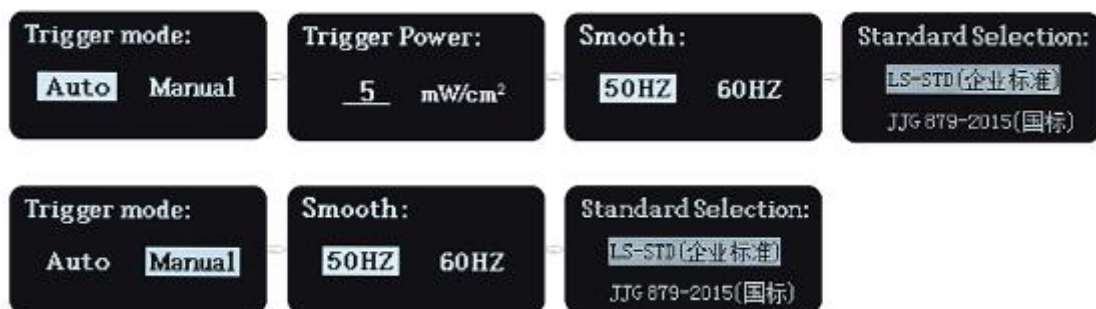 Trigger mode:
Auto Manual
Trigger Power:
5 mW/cm²
Smooth:
50HZ 60HZ
Standard Selection:
LS-STD(企业标准)
JJG 879-2015(国标)
Trigger mode:
Auto Manual
Smooth:
50HZ 60HZ
Standard Selection:
LS-STD(企业标准)
JJG 879-2015(国标)